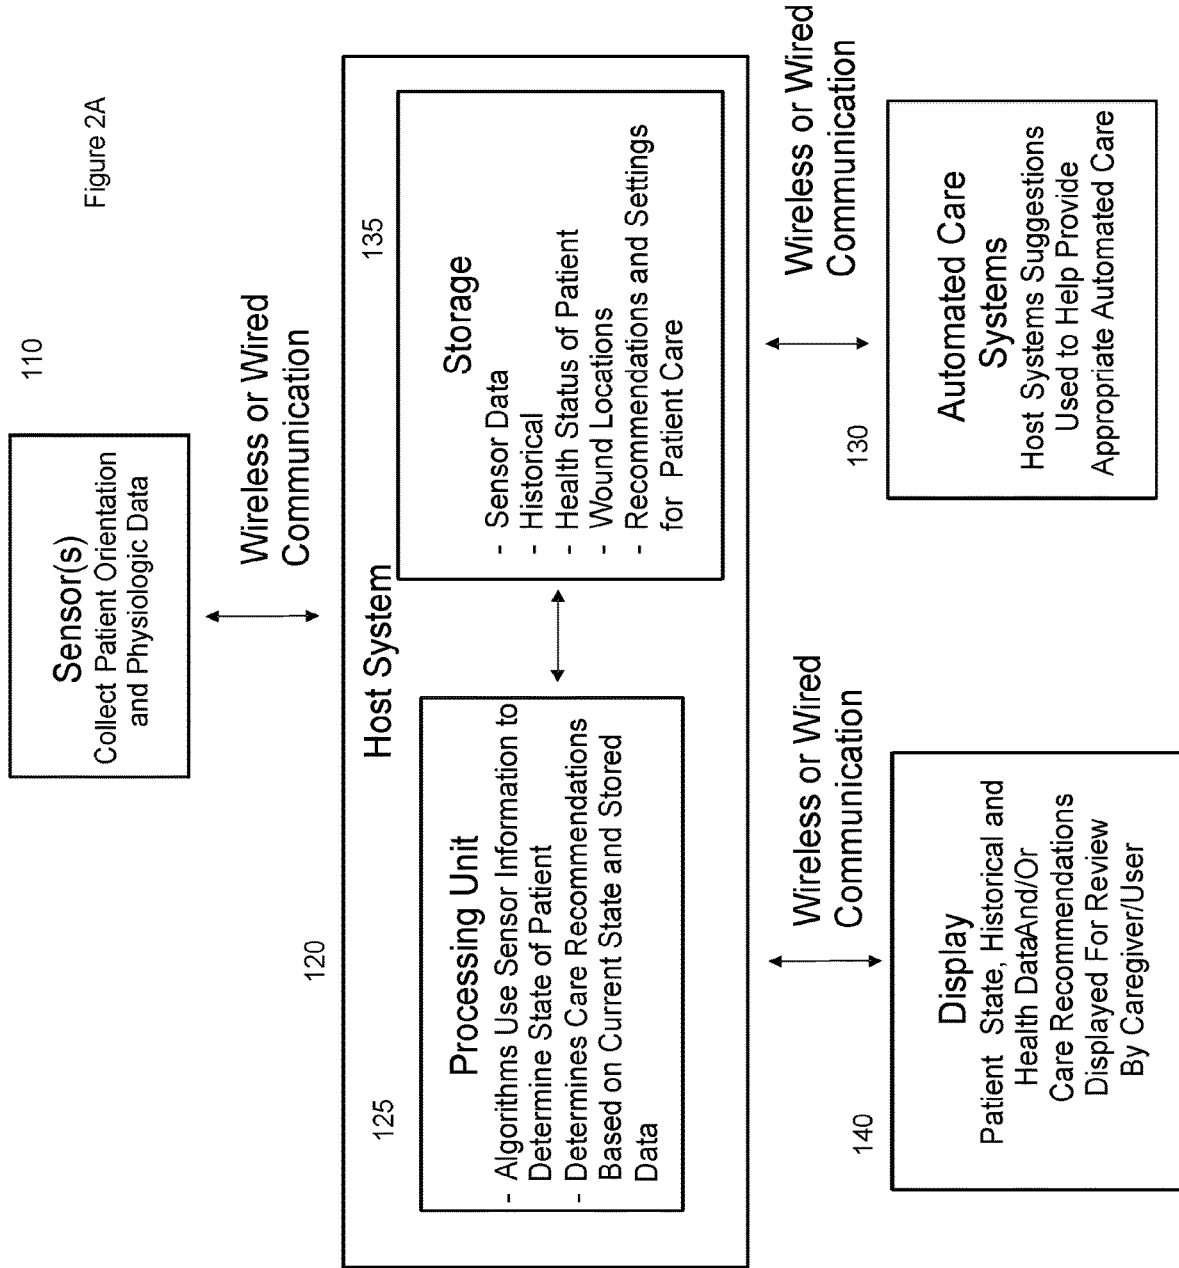 Figure 2A
110
Sensor(s)
Collect Patient Orientation
and Physiologic Data
Wireless or Wired
Communication
120
Host System
125
Processing Unit
- Algorithms Use Sensor Information to
Determine State of Patient
- Determines Care Recommendations
Based on Current State and Stored
Data
135
Storage
- Sensor Data
- Historical
- Health Status of Patient
- Wound Locations
- Recommendations and Settings
for Patient Care
Wireless or Wired
Communication
Wireless or Wired
Communication
140
Display
Patient State, Historical and
Health DataAnd/Or
Care Recommendations
Displayed For Review
By Caregiver/User
130
Automated Care
Systems
Host Systems Suggestions
Used to Help Provide
Appropriate Automated Care